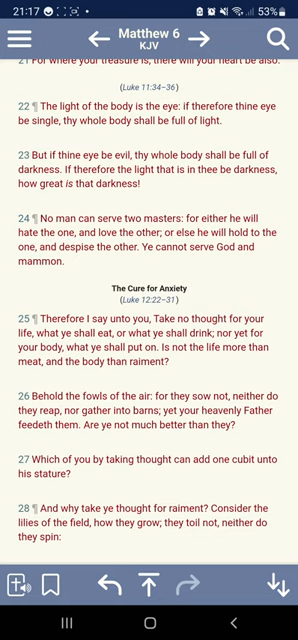 21:17
53%
Matthew 6
KJV
21 For where your treasure is, there will your heart be also.
(Luke 11:34–36)
22 ¶ The light of the body is the eye: if therefore thine eye
be single, thy whole body shall be full of light.
23 But if thine eye be evil, thy whole body shall be full of
darkness. If therefore the light that is in thee be darkness,
how great is that darkness!
24 ¶ No man can serve two masters: for either he will
hate the one, and love the other; or else he will hold to the
one, and despise the other. Ye cannot serve God and
mammon.
The Cure for Anxiety
(Luke 12:22–31)
25 ¶ Therefore I say unto you, Take no thought for your
life, what ye shall eat, or what ye shall drink; nor yet for
your body, what ye shall put on. Is not the life more than
meat, and the body than raiment?
26 Behold the fowls of the air: for they sow not, neither do
they reap, nor gather into barns; yet your heavenly Father
feedeth them. Are ye not much better than they?
27 Which of you by taking thought can add one cubit unto
his stature?
28 ¶ And why take ye thought for raiment? Consider the
lilies of the field, how they grow; they toil not, neither do
they spin: